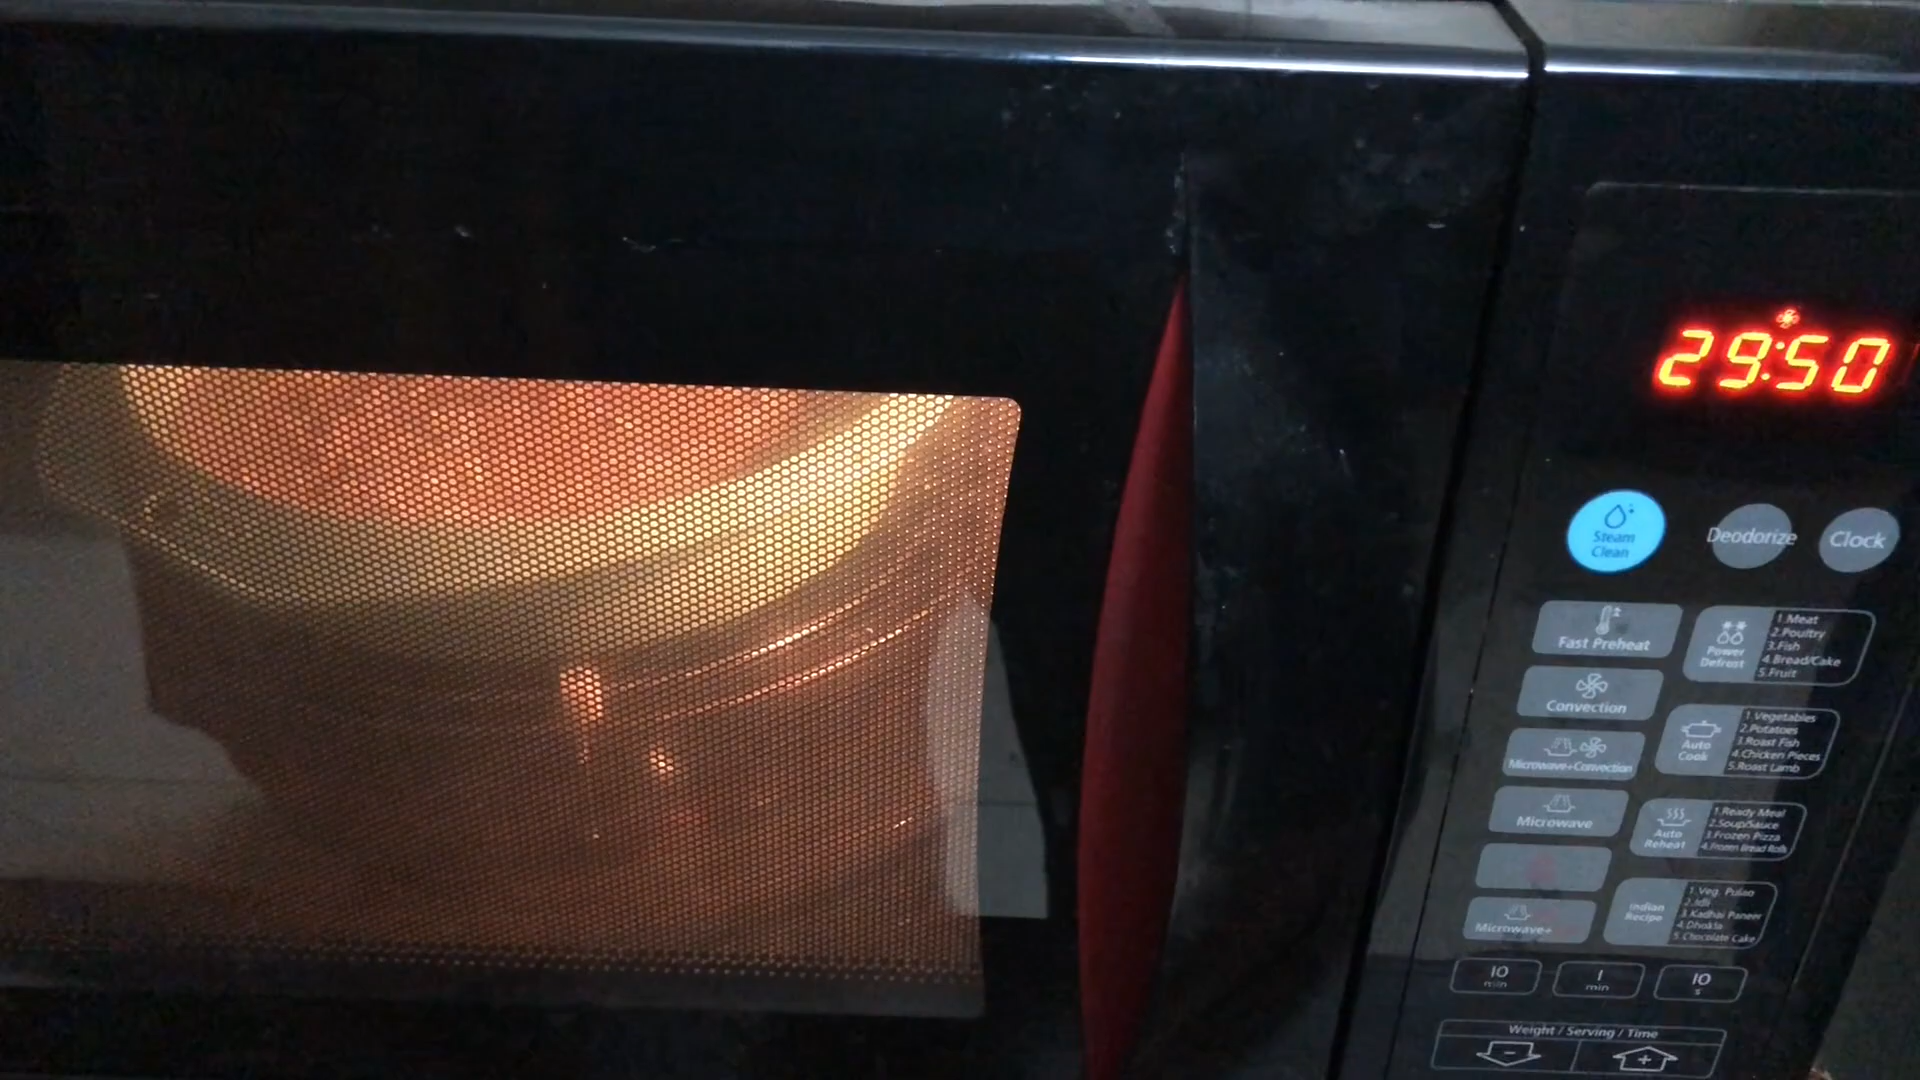 29:50
Steam
Clean
Deodorize
Clock
Fast Preheat
Power
Defrost
1.Meat
2.Poultry
3.Fish
4.Bread/Cake
5.Fruit
Convection
Auto
Cook
1.Vegetables
2.Potatoes
3.Roast Fish
4.Chicken Pieces
5.Roast Lamb
Microwave+Convection
Microwave
Auto
Reheat
1.Ready Meal
2.Soup/Sauce
3.Frozen Pizza
4.Frozen Bread Rolls
Microwave+
Indian
Recipe
1.Veg. Pulao
2.Idli
3.Kadhai Paneer
4.Dhokla
5.Chocolate Cake
10
min
1
min
10
s
Weight / Serving / Time
- +